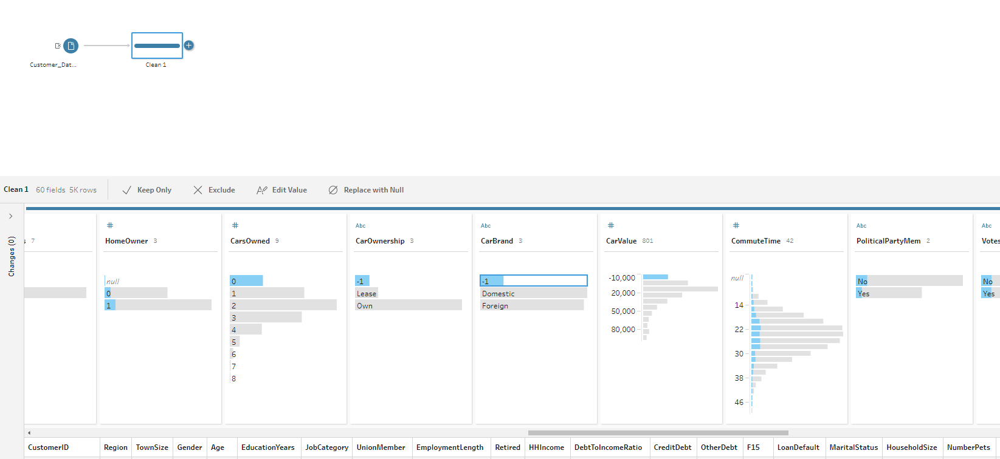 Customer_Dat...
Clean 1
Clean 1 60 fields 5K rows Keep Only Exclude Edit Value Replace with Null
Changes (0)
s 7
#
HomeOwner 3
null
0
1
#
CarsOwned 9
0
1
2
3
4
5
6
7
8
Abc
CarOwnership 3
-1
Lease
Own
Abc
CarBrand 3
-1
Domestic
Foreign
#
CarValue 801
-10,000
20,000
50,000
80,000
#
CommuteTime 42
null
14
22
30
38
46
Abc
PoliticalPartyMem 2
No
Yes
Abc
Votes
No
Yes
CustomerID Region TownSize Gender Age EducationYears JobCategory UnionMember EmploymentLength Retired HHIncome DebtToIncomeRatio CreditDebt OtherDebt F15 LoanDefault MaritalStatus HouseholdSize NumberPets